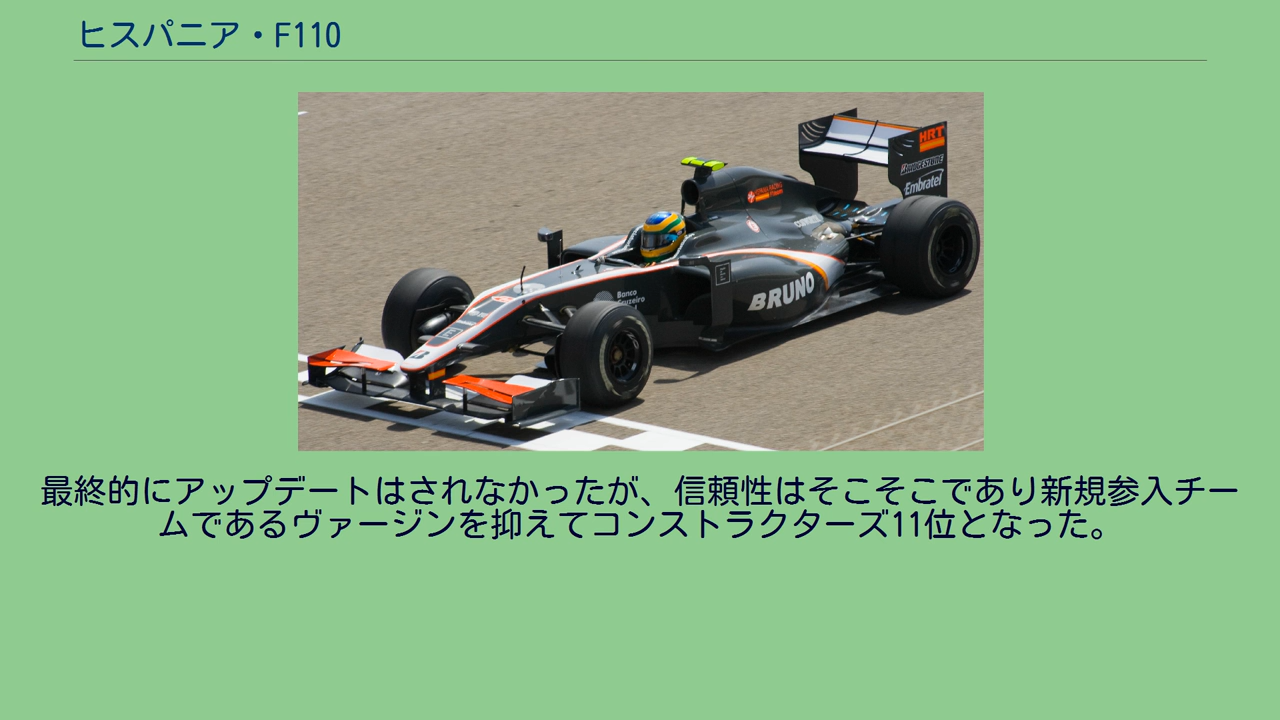 ヒスパニア・F110
HRT
BRIDGESTONE
Embratel
BRUNO
Banco
Cruzeiro
最終的にアップデートはされなかったが、信頼性はそこそこであり新規参入チー
ムであるヴァージンを抑えてコンストラクターズ11位となった。